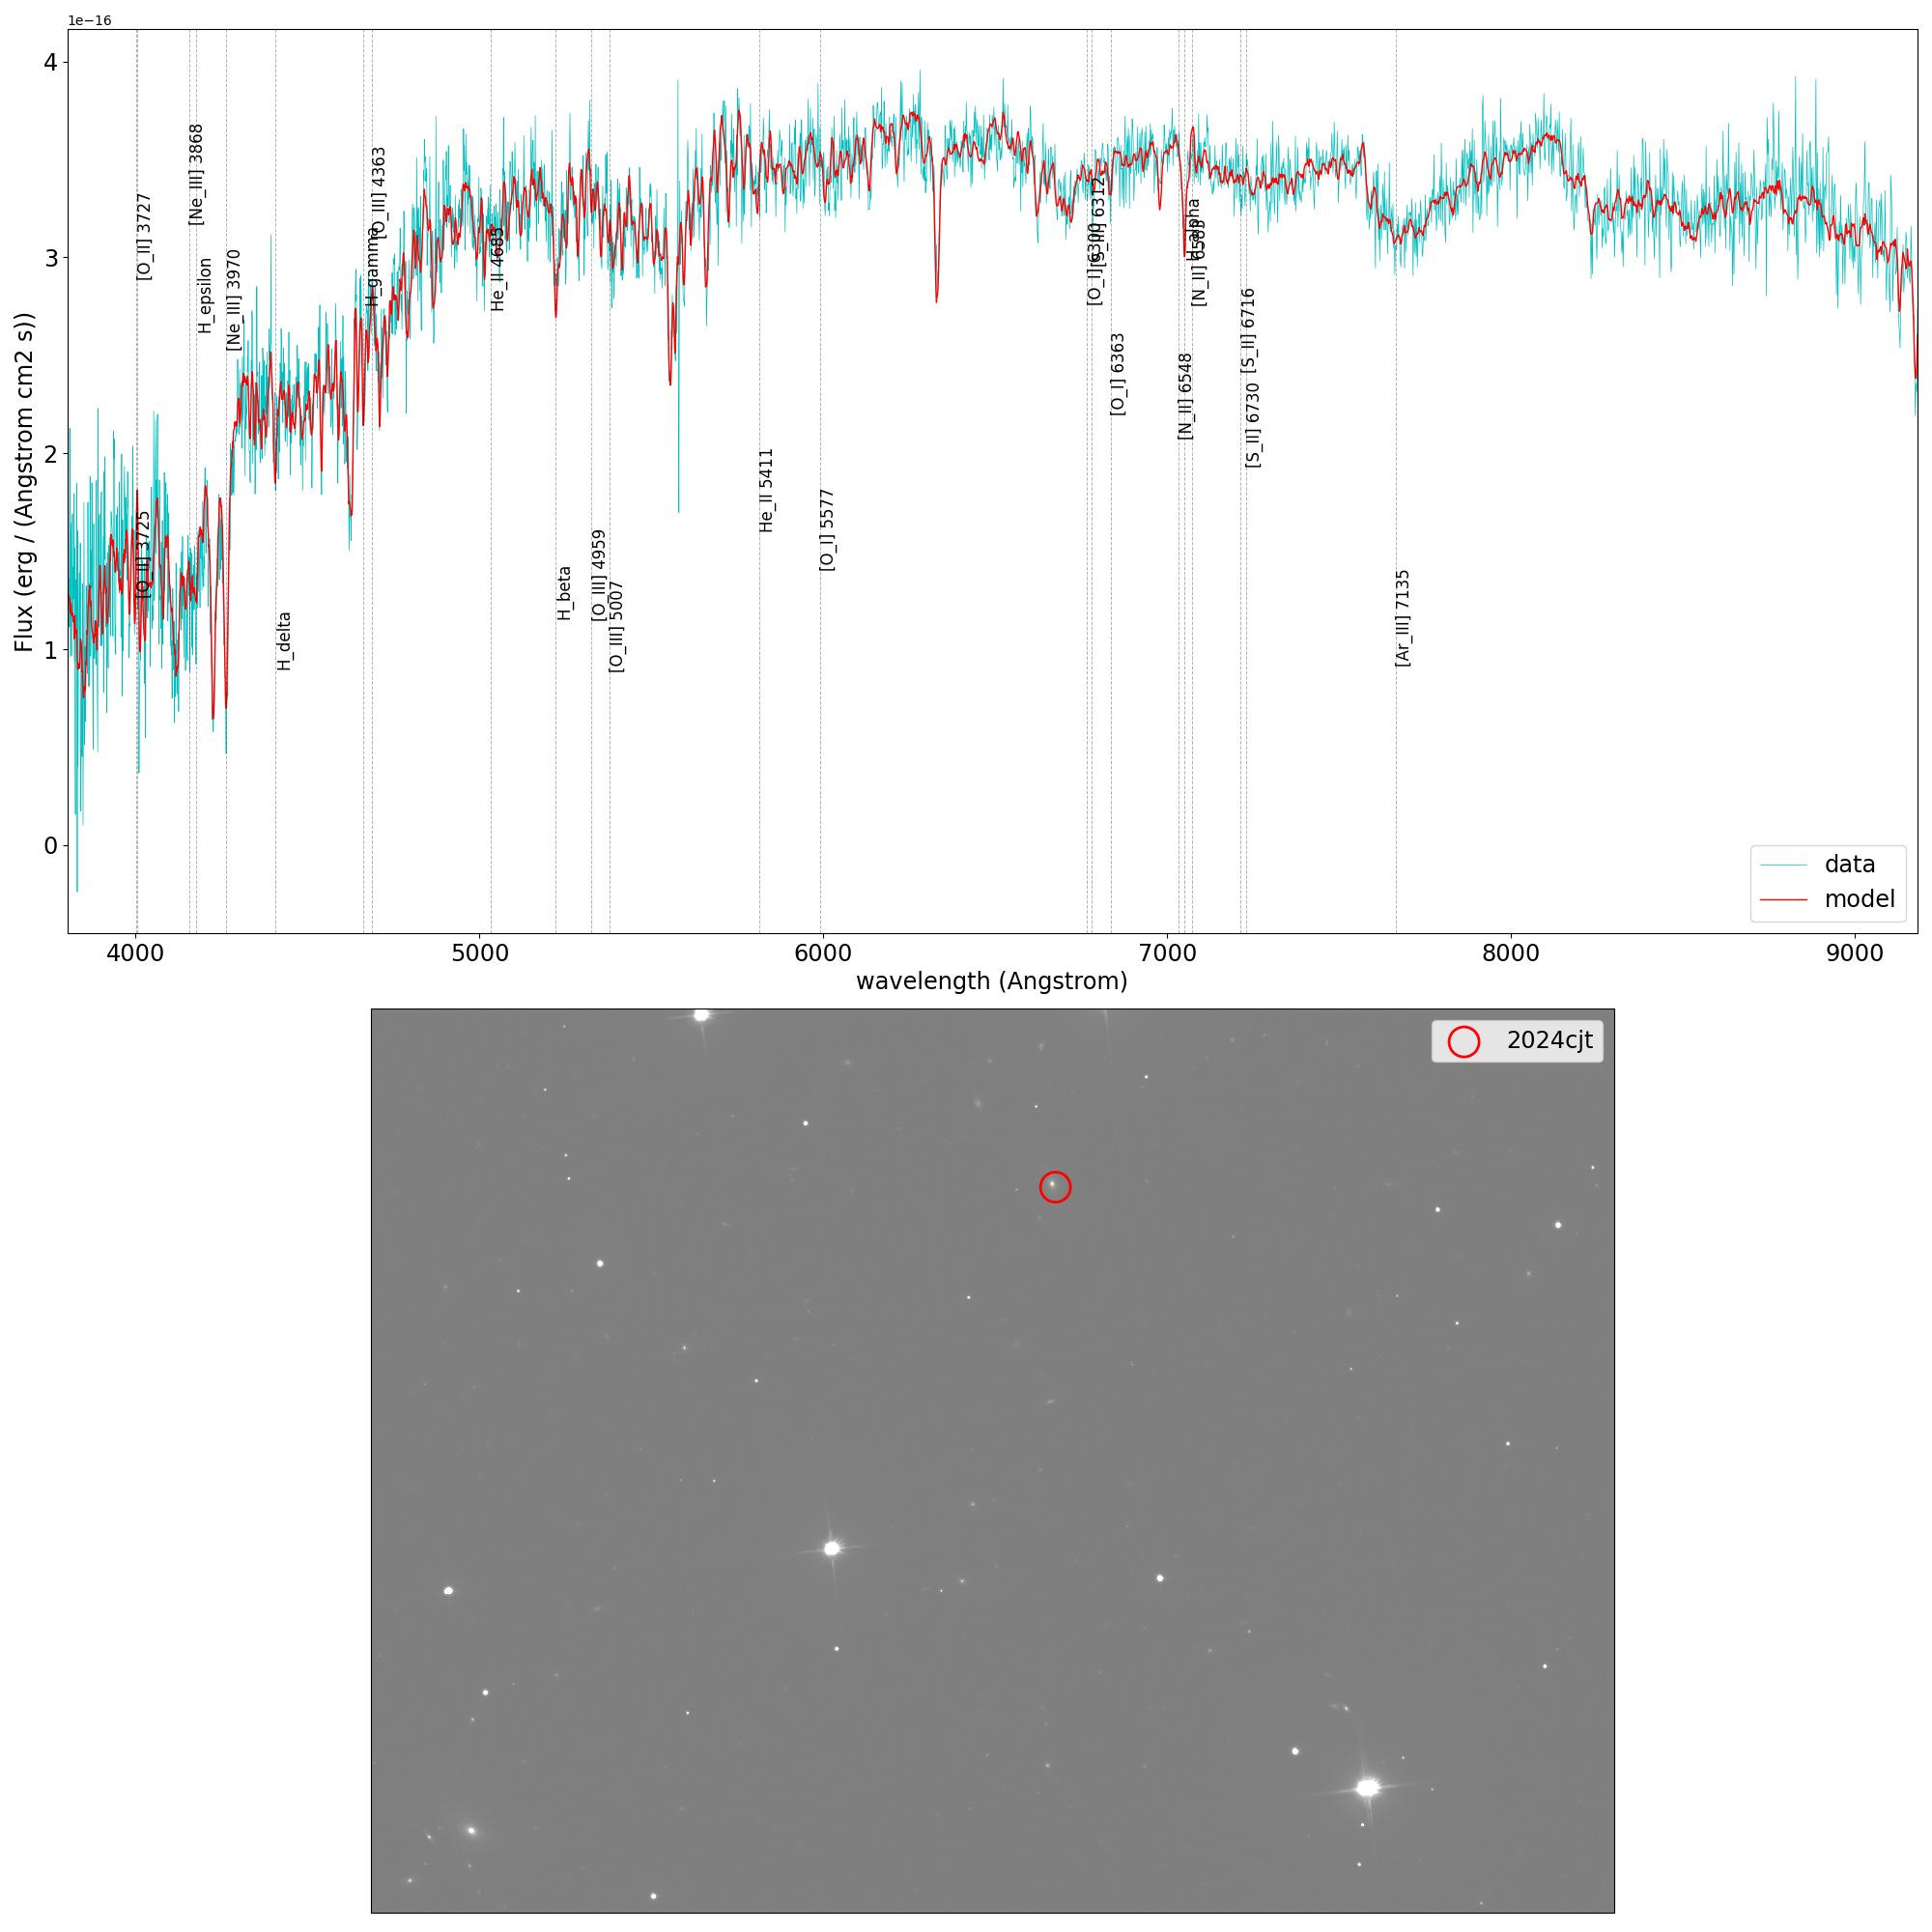 1e−16
Flux (erg / (Angstrom cm2 s))
4
3
2
1
0
[O_II] 3725
[O_II] 3727
[Ne_III] 3868
H_epsilon
[Ne_III] 3970
H_delta
H_gamma
[O_III] 4363
He_II 4685
H_beta
[O_III] 4959
[O_III] 5007
He_II 5411
[O_I] 5577
[O_I] 6300
[S_III] 6312
[O_I] 6363
[N_II] 6548
H_alpha
[N_II] 6583
[S_II] 6716
[S_II] 6730
[Ar_III] 7135
data
model
4000 5000 6000 7000 8000 9000
wavelength (Angstrom)
2024cjt